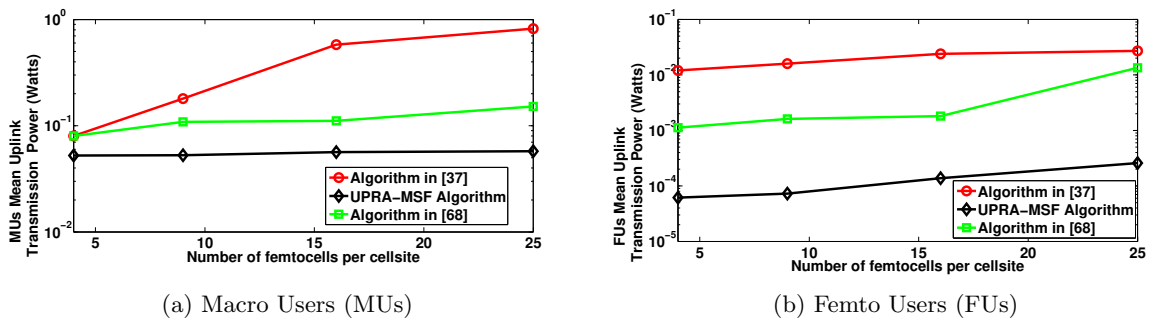 10^0
10^-1
10^-2
MUs Mean Uplink
Transmission Power (Watts)
5 10 15 20 25
Number of femtocells per cellsite
Algorithm in [37]
UPRA-MSF Algorithm
Algorithm in [68]
(a) Macro Users (MUs)
10^-1
10^-2
10^-3
10^-4
10^-5
FUs Mean Uplink
Transmission Power (Watts)
5 10 15 20 25
Number of femtocells per cellsite
Algorithm in [37]
UPRA-MSF Algorithm
Algorithm in [68]
(b) Femto Users (FUs)